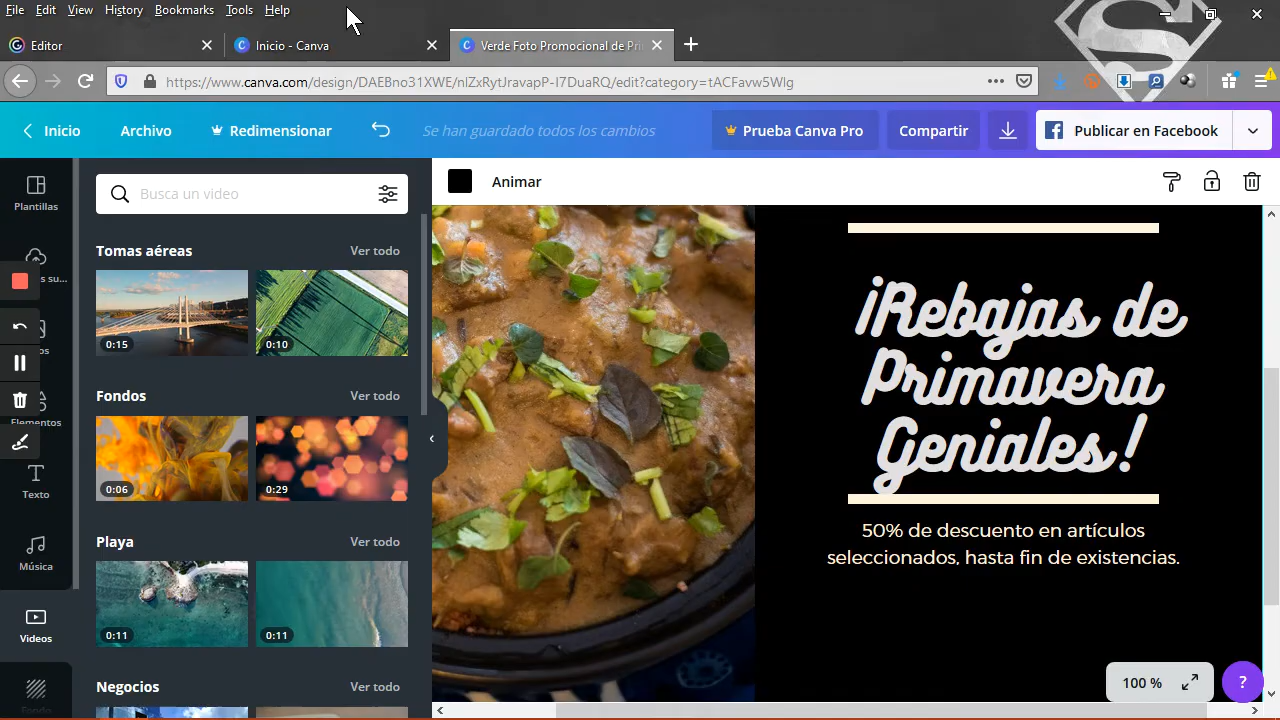 File Edit View History Bookmarks Tools Help
Editor
Inicio - Canva
Verde Foto Promocional de Pri
https://www.canva.com/design/DAEBno31XWE/nlZxRytJravapP-I7DuaRQ/edit?category=tACFavw5Wlg
Inicio
Archivo
Redimensionar
Se han guardado todos los cambios
Prueba Canva Pro
Compartir
Publicar en Facebook
Plantillas
Busca un video
Animar
Tomas aéreas
Ver todo
0:15
0:10
Fondos
Ver todo
0:06
0:29
Playa
Ver todo
0:11
0:11
Negocios
Ver todo
Elementos
Texto
Música
Videos
Fondo
¡Rebajas de
Primavera
Geniales!
50% de descuento en artículos
seleccionados, hasta fin de existencias.
100 %
?